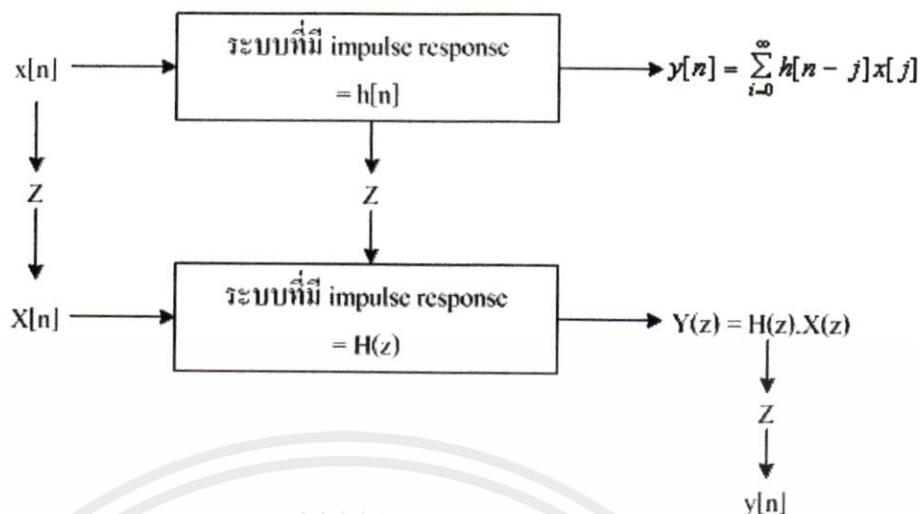 x[n]
ระบบที่มี impulse response
= h[n]
y[n] = ∑_{i=0}^{∞} h[n - j]x[j]
Z
Z
X[n]
ระบบที่มี impulse response
= H(z)
Y(z) = H(z).X(z)
Z
y[n]